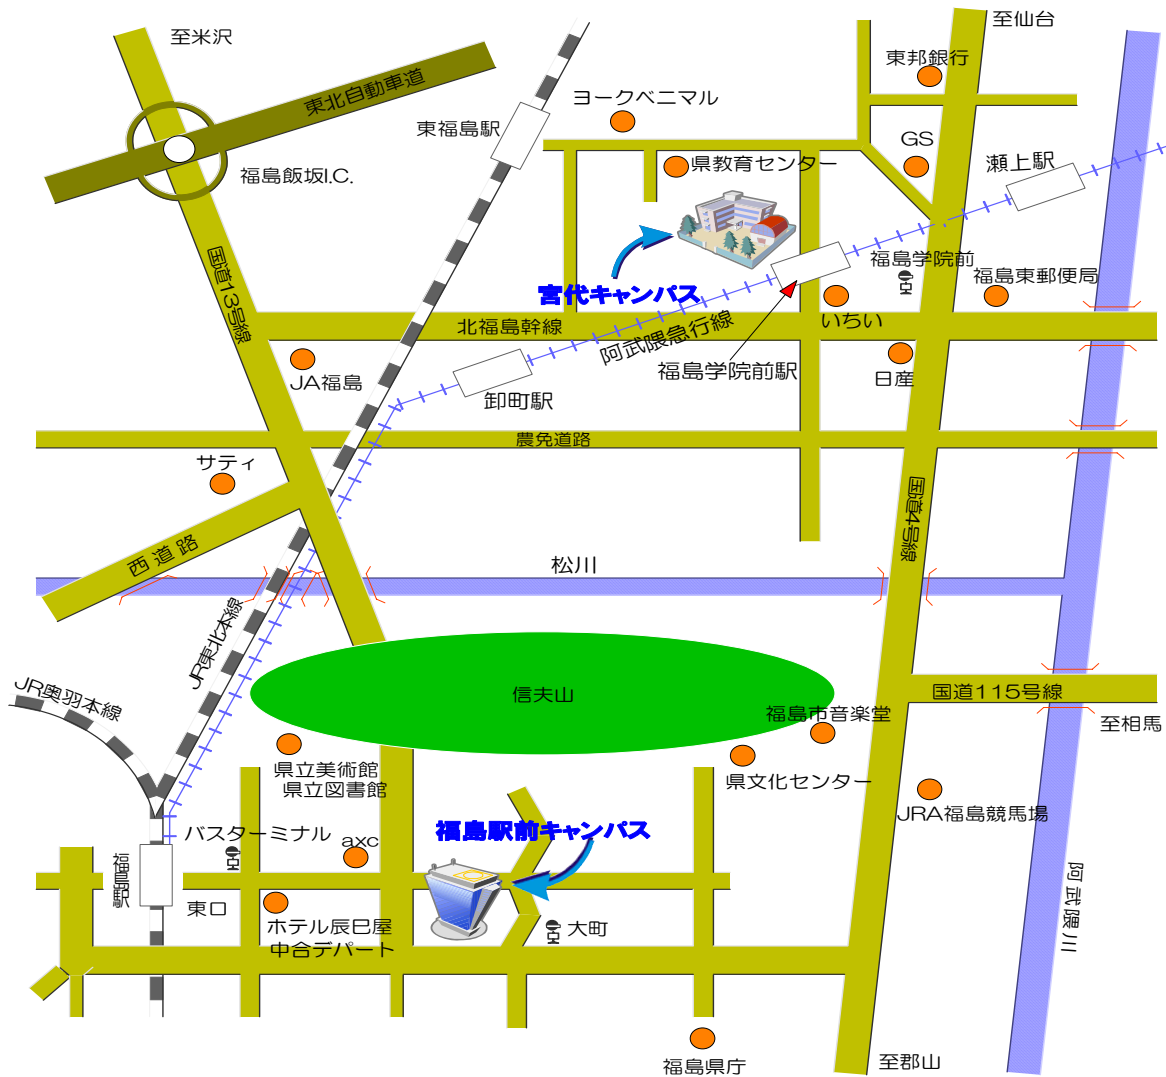 至仙台
至米沢
東邦銀行
東北自動車道
ヨークベニマル
東福島駅
GS
県教育センター
瀬上駅
福島飯坂I.C.
国道13号線
福島学院前
福島東郵便局
宮代キャンパス
北福島幹線
阿武隈急行線
いちい
福島学院前駅
JA福島
日産
卸町駅
農免道路
サティ
国道4号線
西道路
松川
JR東北本線
JR奥羽本線
信夫山
国道115号線
福島市音楽堂
至相馬
県立美術館
県立図書館
県文化センター
JRA福島競馬場
バスターミナル
axc
福島駅前キャンパス
福島駅
東口
ホテル辰巳屋
中合デパート
大町
阿武隈川
福島県庁
至郡山